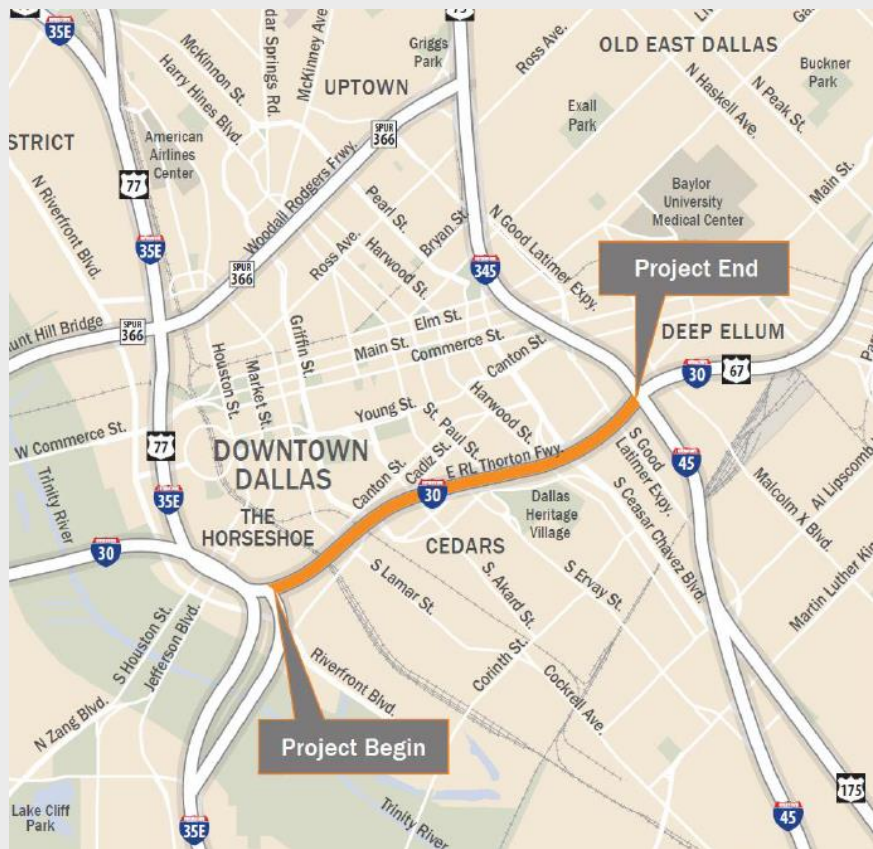 35E
McKinnon St.
Harry Hines Blvd.
dar Springs Rd.
McKinney Ave.
75
Griggs
Park
UPTOWN
Ross Ave.
OLD EAST DALLAS
Buckner
Park
N Haskell Ave.
N Peak St.
Exall
Park
STRICT
American
Airlines
Center
SPUR
366
77
N Riverfront Blvd.
Woodall Rodgers Frwy.
Pearl St.
Bryan St.
N Good Latimer Expy.
Baylor
University
Medical Center
Main St.
35E
SPUR
366
Ross Ave.
Harwood St.
345
Project End
unt Hill Bridge
SPUR
366
Griffin St.
Elm St.
Main St.
Commerce St.
Canton St.
DEEP ELLUM
30
67
Houston St.
Market St.
Young St.
St. Paul St.
Harwood St.
W Commerce St.
77
DOWNTOWN
DALLAS
Canton St.
Cadiz St.
E RL Thorton Fwy.
S Good
Latimer Expy.
45
Trinity River
35E
30
Dallas
Heritage
Village
S Ceasar Chavez Blvd.
Malcolm X Blvd.
Al Lipscomb
THE
HORSESHOE
30
CEDARS
S Lamar St.
S. Akard St.
S Ervay St.
Martin Luther Kin
S Houston St.
Jefferson Blvd.
Riverfront Blvd.
Corinth St.
Cockrell Ave.
N Zang Blvd.
Project Begin
Lake Cliff
Park
35E
Trinity River
45
175